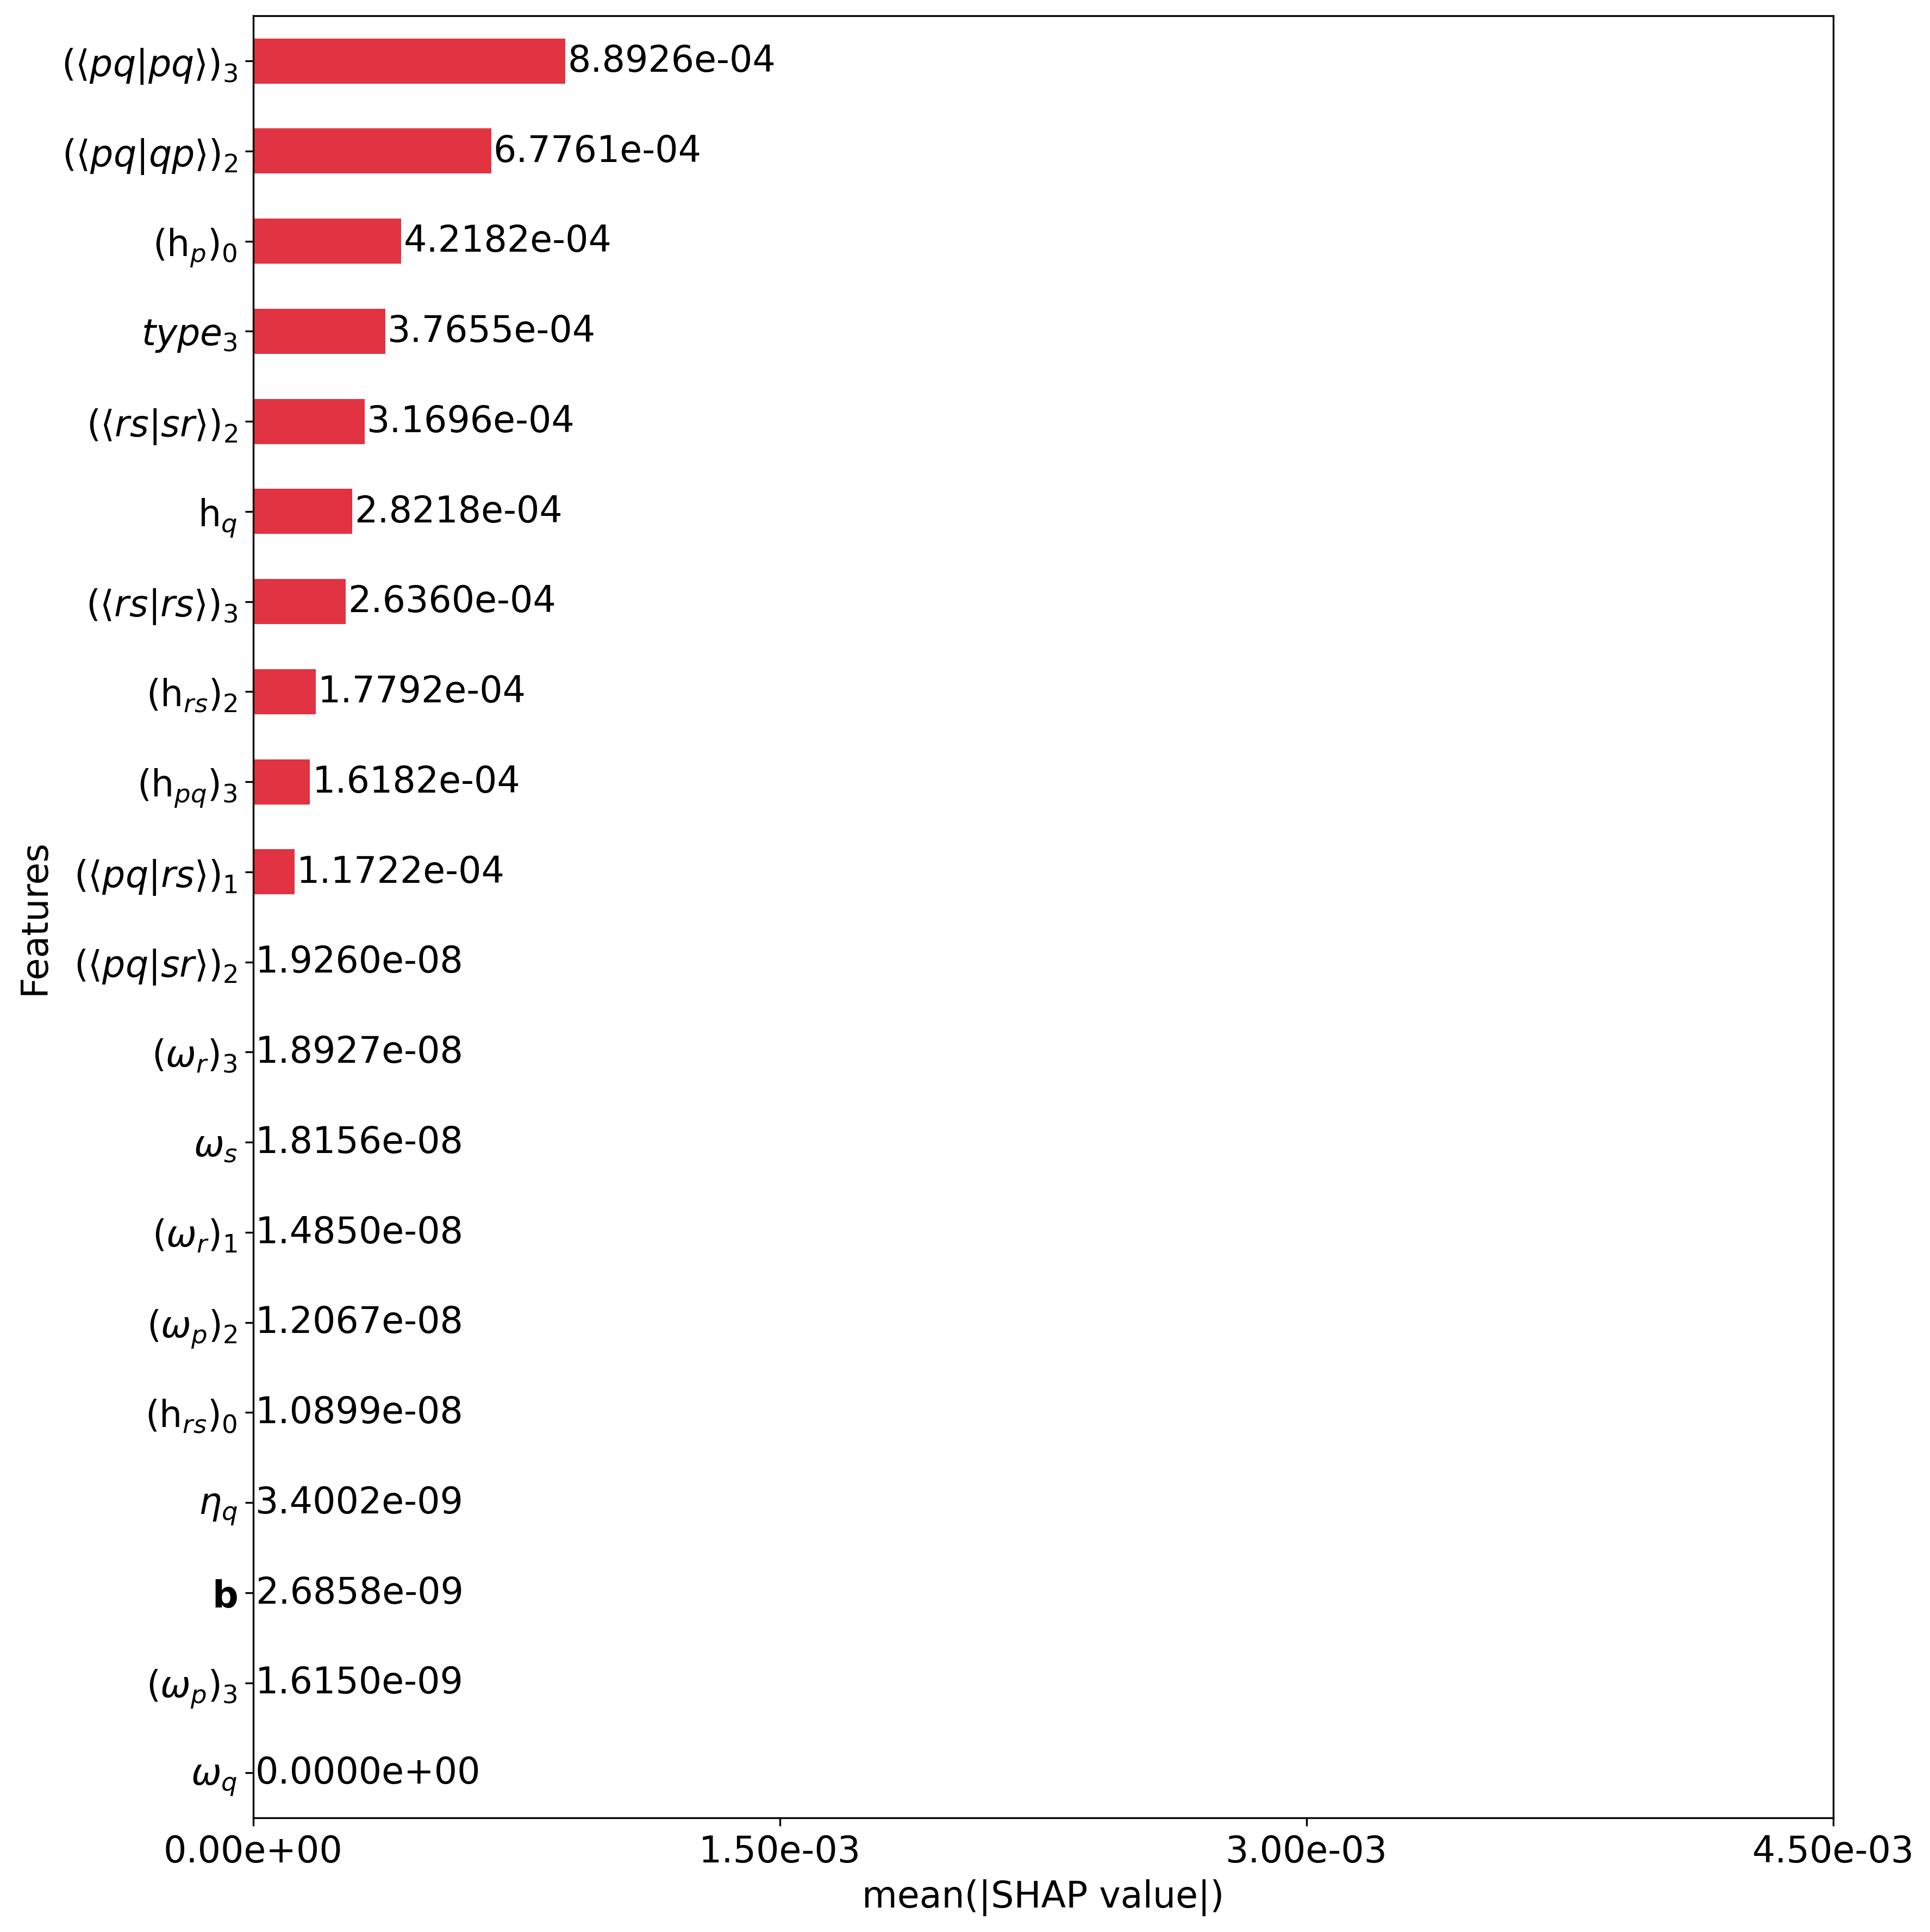 (⟨pq|pq⟩)₃ 8.8926e-04
(⟨pq|qp⟩)₂ 6.7761e-04
(hₚ)₀ 4.2182e-04
type₃ 3.7655e-04
(⟨rs|sr⟩)₂ 3.1696e-04
h_q 2.8218e-04
(⟨rs|rs⟩)₃ 2.6360e-04
(h_rs)₂ 1.7792e-04
(h_pq)₃ 1.6182e-04
(⟨pq|rs⟩)₁ 1.1722e-04
(⟨pq|sr⟩)₂ 1.9260e-08
(ω_r)₃ 1.8927e-08
ω_s 1.8156e-08
(ω_r)₁ 1.4850e-08
(ω_p)₂ 1.2067e-08
(h_rs)₀ 1.0899e-08
η_q 3.4002e-09
b 2.6858e-09
(ω_p)₃ 1.6150e-09
ω_q 0.0000e+00
Features
0.00e+00 1.50e-03 3.00e-03 4.50e-03
mean(|SHAP value|)